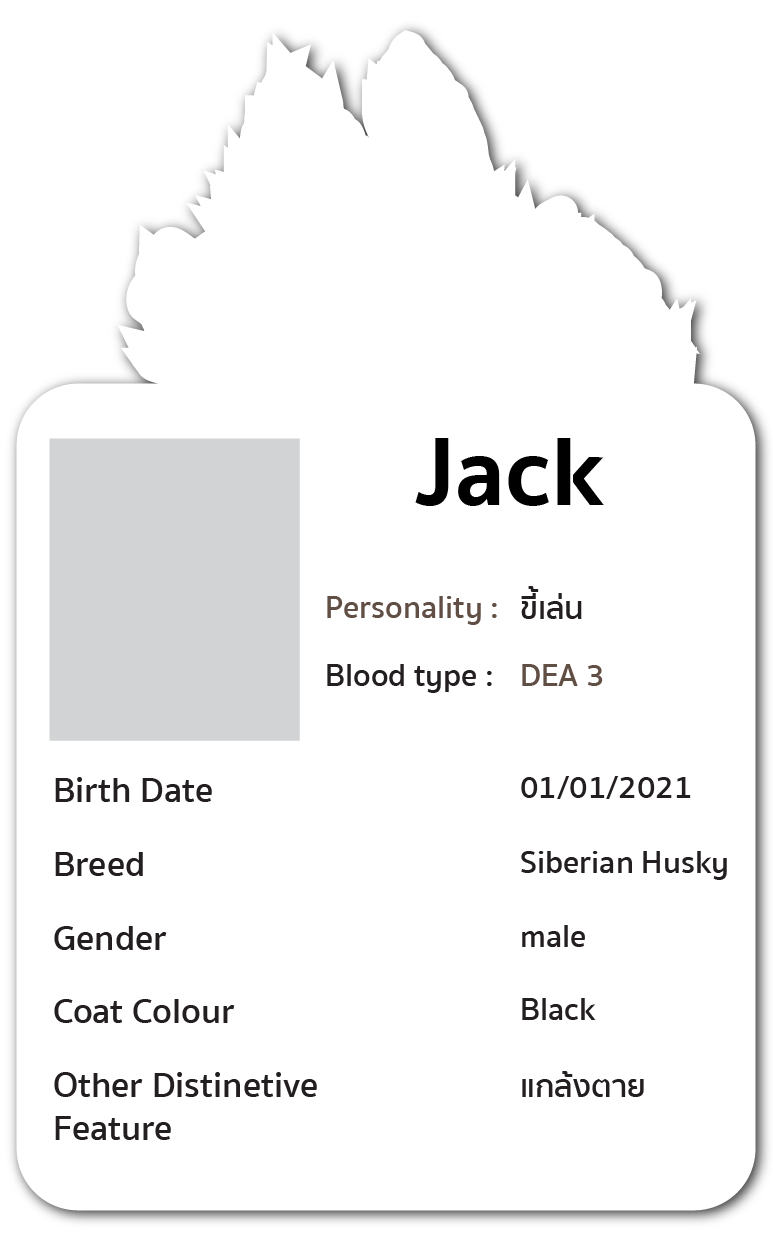 Jack
Personality : ขี้เล่น
Blood type : DEA 3
Birth Date 01/01/2021
Breed Siberian Husky
Gender male
Coat Colour Black
Other Distinetive แกล้งตาย
Feature